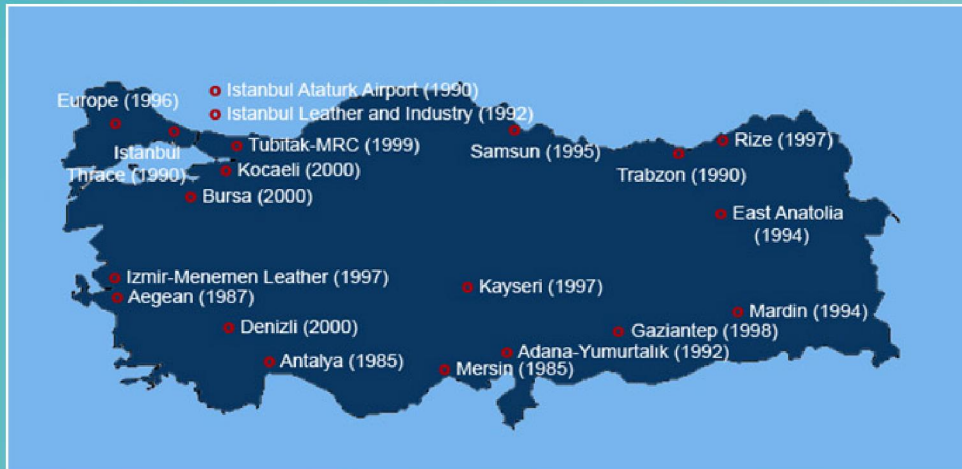 Istanbul Ataturk Airport (1990)
Europe (1996)
Istanbul Leather and Industry (1992)
Istanbul
Thrace (1990)
Tubitak-MRC (1999)
Kocaeli (2000)
Bursa (2000)
Samsun (1995)
Rize (1997)
Trabzon (1990)
East Anatolia
(1994)
Izmir-Menemen Leather (1997)
Aegean (1987)
Kayseri (1997)
Mardin (1994)
Denizli (2000)
Gaziantep (1998)
Adana-Yumurtalık (1992)
Antalya (1985)
Mersin (1985)